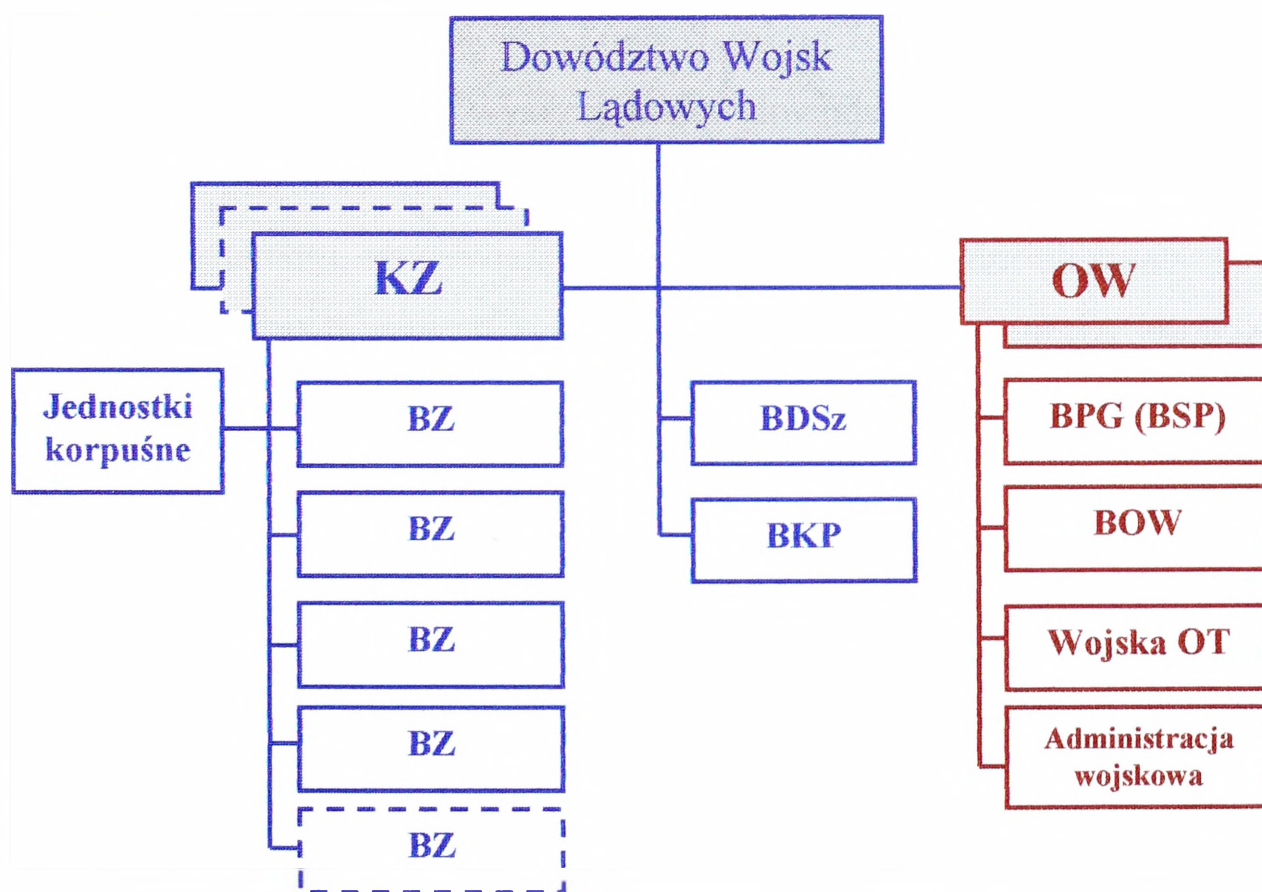 Dowództwo Wojsk
Lądowych
KZ
OW
Jednostki
korpuśne
BZ
BZ
BZ
BZ
BZ
BDSz
BKP
BPG (BSP)
BOW
Wojska OT
Administracja
wojskowa